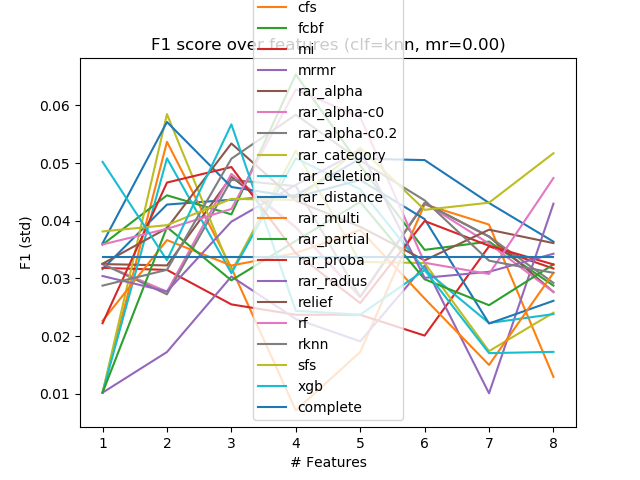 F1 score over features (clf=knn, mr=0.00)
F1 (std)
0.06
0.05
0.04
0.03
0.02
0.01
1 2 3 4 5 6 7 8
# Features
cfs
fcbf
mi
mrmr
rar_alpha
rar_alpha-c0
rar_alpha-c0.2
rar_category
rar_deletion
rar_distance
rar_multi
rar_partial
rar_proba
rar_radius
relief
rf
rknn
sfs
xgb
complete